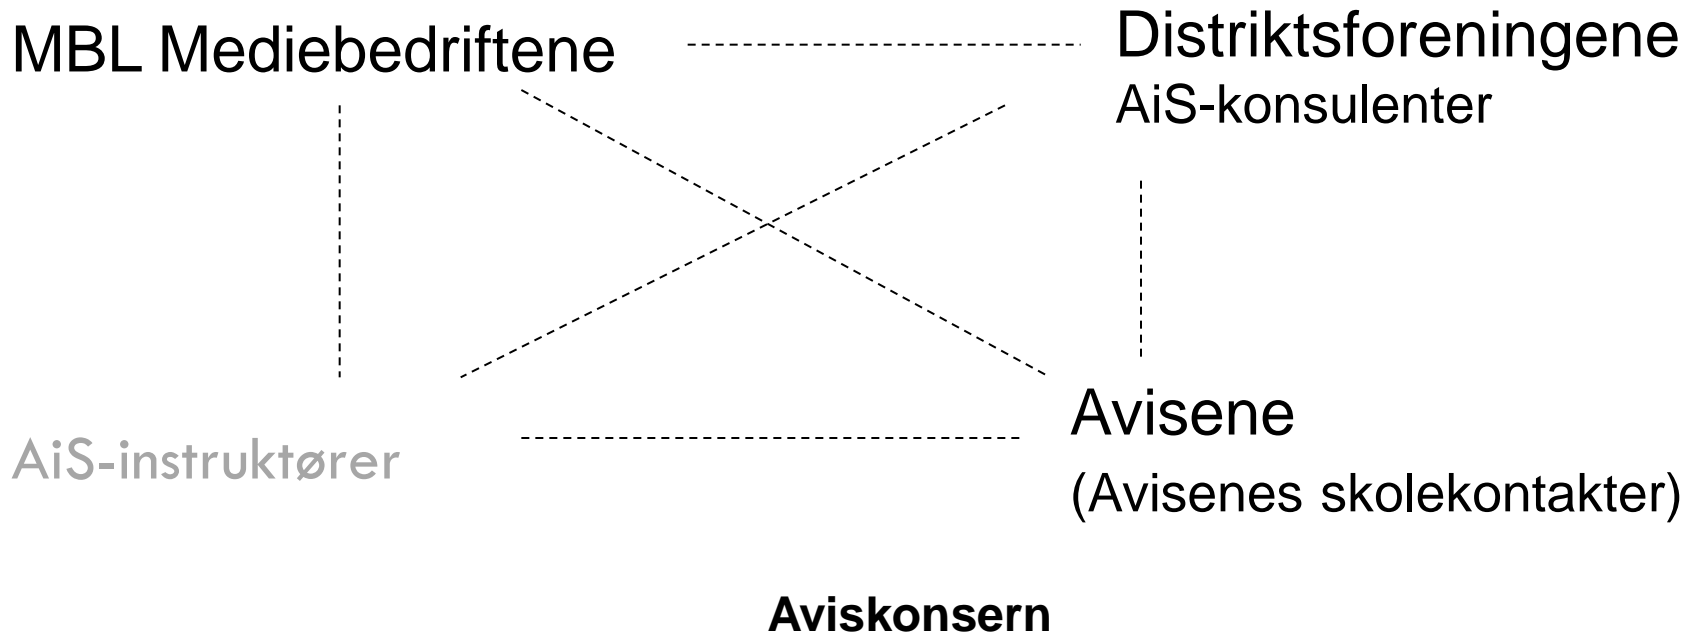 MBL Mediebedriftene
Distriktsforeningene
AiS-konsulenter
AiS-instruktører
Avisene
(Avisenes skolekontakter)
Aviskonsern